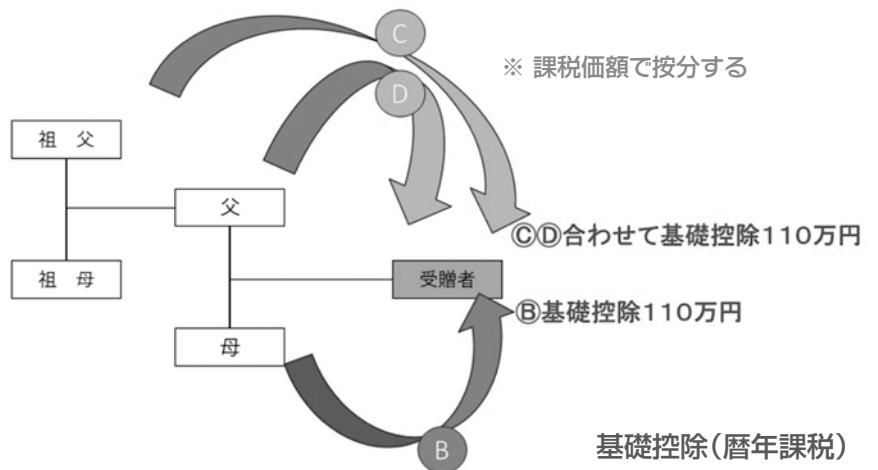 C
※ 課税価額で按分する
D
祖 父
父
ⒸⒹ合わせて基礎控除110万円
祖 母
受贈者
Ⓑ基礎控除110万円
母
B
基礎控除(暦年課税)